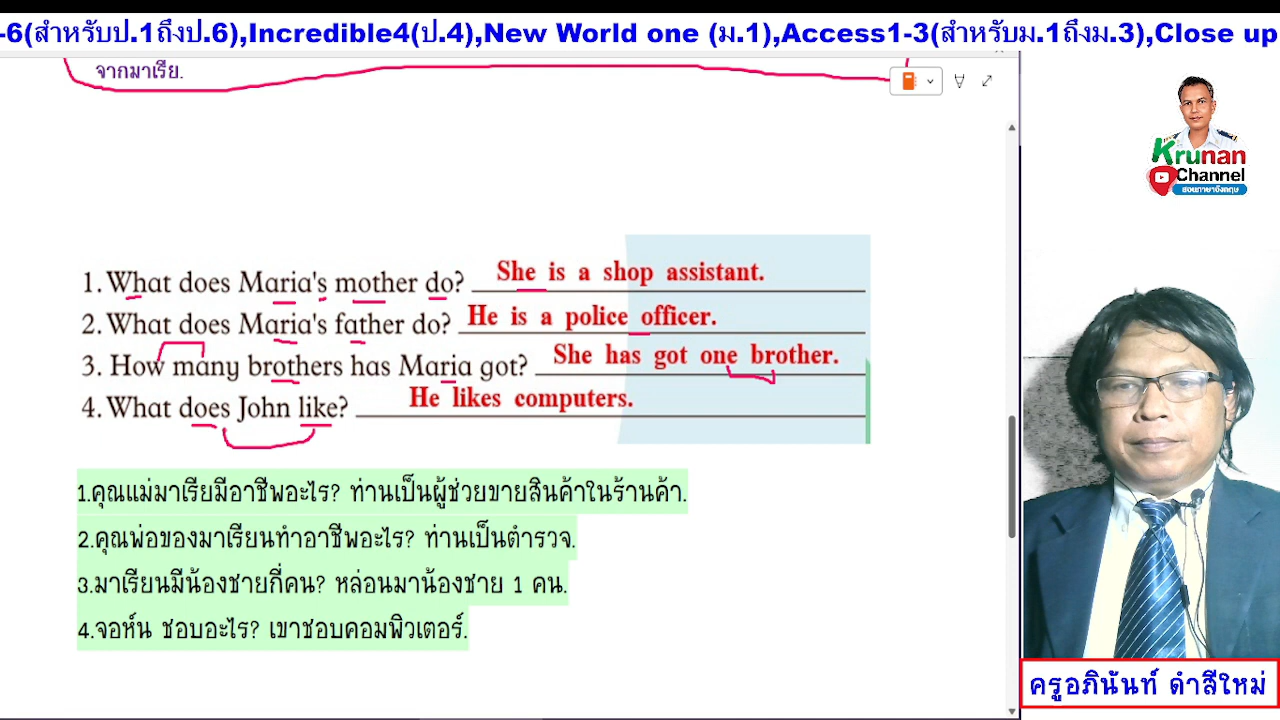 -6(สำหรับป.1ถึงป.6),Incredible4(ป.4),New World one (ม.1),Access1-3(สำหรับม.1ถึงม.3),Close up
จากมาเรีย.
Krunan
Channel
สอนภาษาอังกฤษ
1. What does Maria's mother do? She is a shop assistant.
2. What does Maria's father do? He is a police officer.
3. How many brothers has Maria got? She has got one brother.
4. What does John like? He likes computers.
1.คุณแม่มาเรียมีอาชีพอะไร? ท่านเป็นผู้ช่วยขายสินค้าในร้านค้า.
2.คุณพ่อของมาเรียนทำอาชีพอะไร? ท่านเป็นตำรวจ.
3.มาเรียนมีน้องชายกี่คน? หล่อนมาน้องชาย 1 คน.
4.จอห์น ชอบอะไร? เขาชอบคอมพิวเตอร์.
ครูอภินันท์ ดำสีใหม่